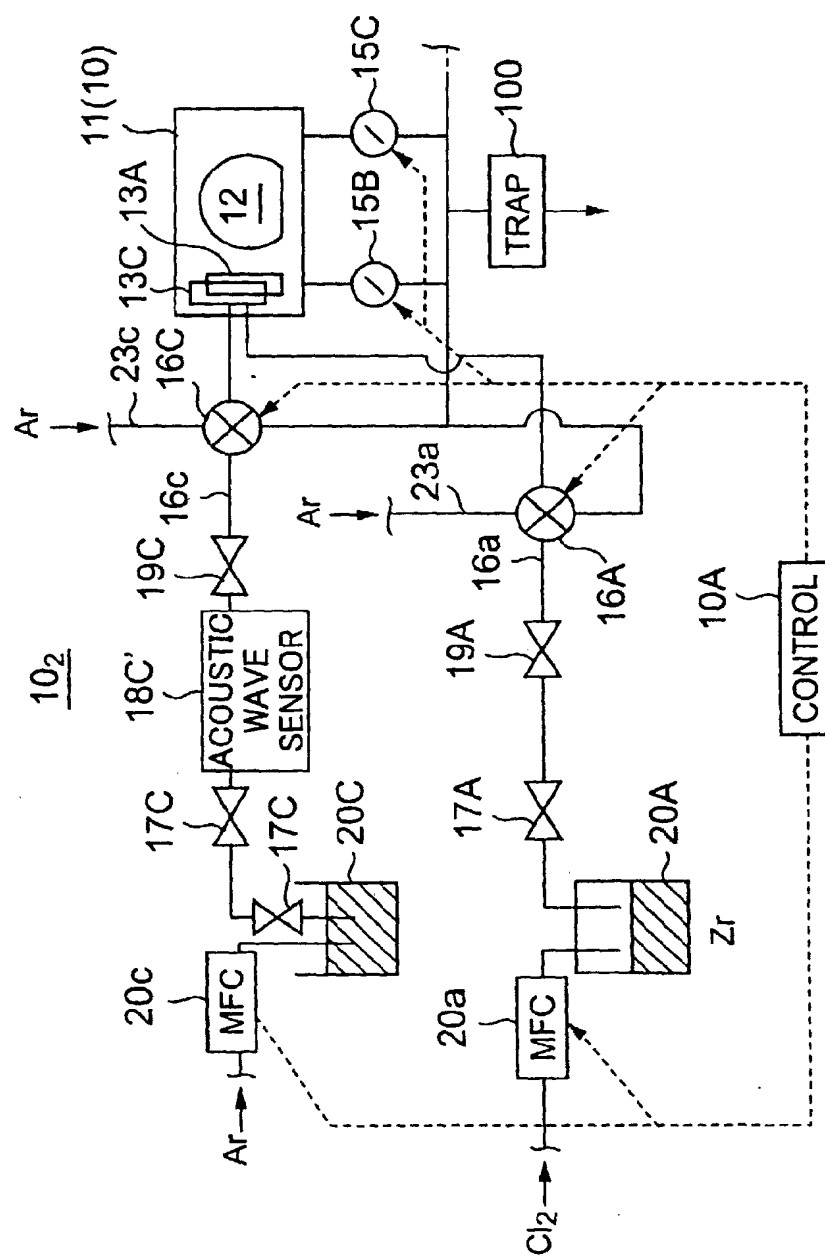 10₂
11(10)
13C
13A
12
15C
15B
100
TRAP
Ar
23c
16C
16c
19C
18C'
ACOUSTIC
WAVE
SENSOR
17C
17C
20C
20c
MFC
Ar
Ar
23a
16a
16A
19A
17A
20A
Zr
20a
MFC
Cl₂
10A
CONTROL